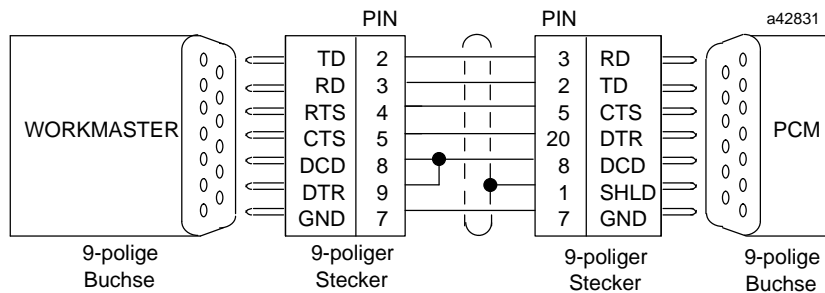 PIN PIN a42831
TD 2 3 RD
RD 3 2 TD
RTS 4 5 CTS
WORKMASTER CTS 5 20 DTR PCM
DCD 8 8 DCD
DTR 9 1 SHLD
GND 7 7 GND
9-polige 9-poliger 9-poliger 9-polige
Buchse Stecker Stecker Buchse